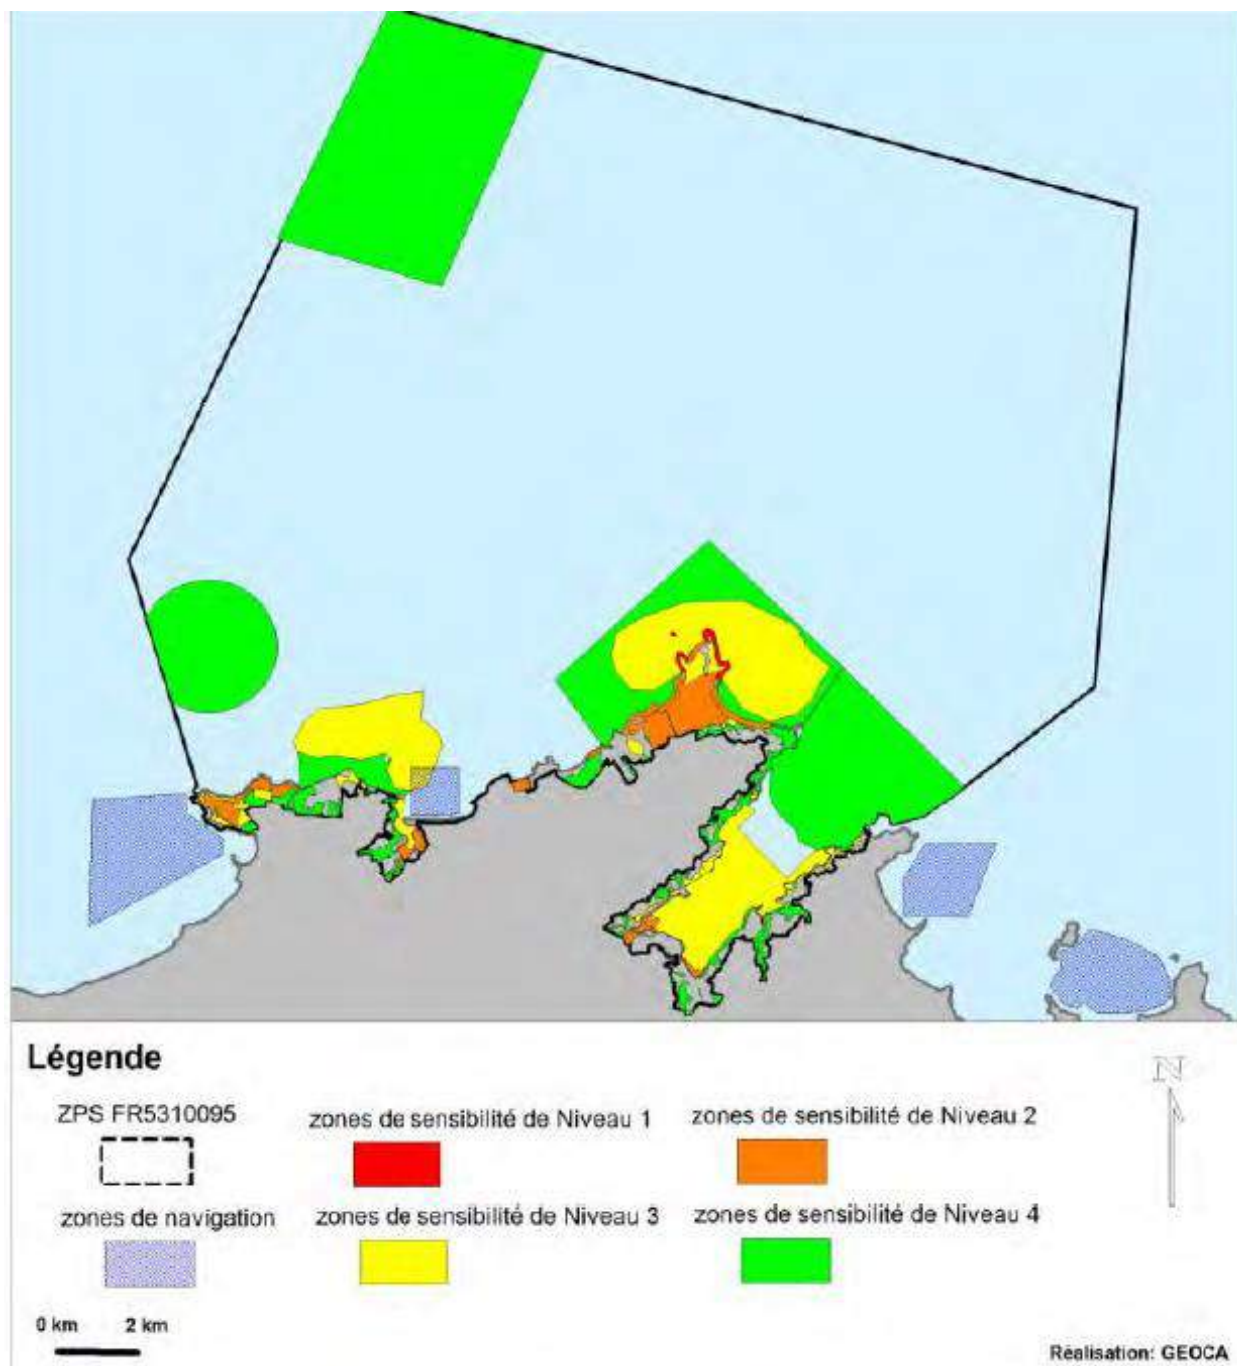 Légende
ZPS FR5310095
zones de sensibilité de Niveau 1
zones de sensibilité de Niveau 2
zones de navigation
zones de sensibilité de Niveau 3
zones de sensibilité de Niveau 4
N
0 km 2 km
Réalisation: GEOCA